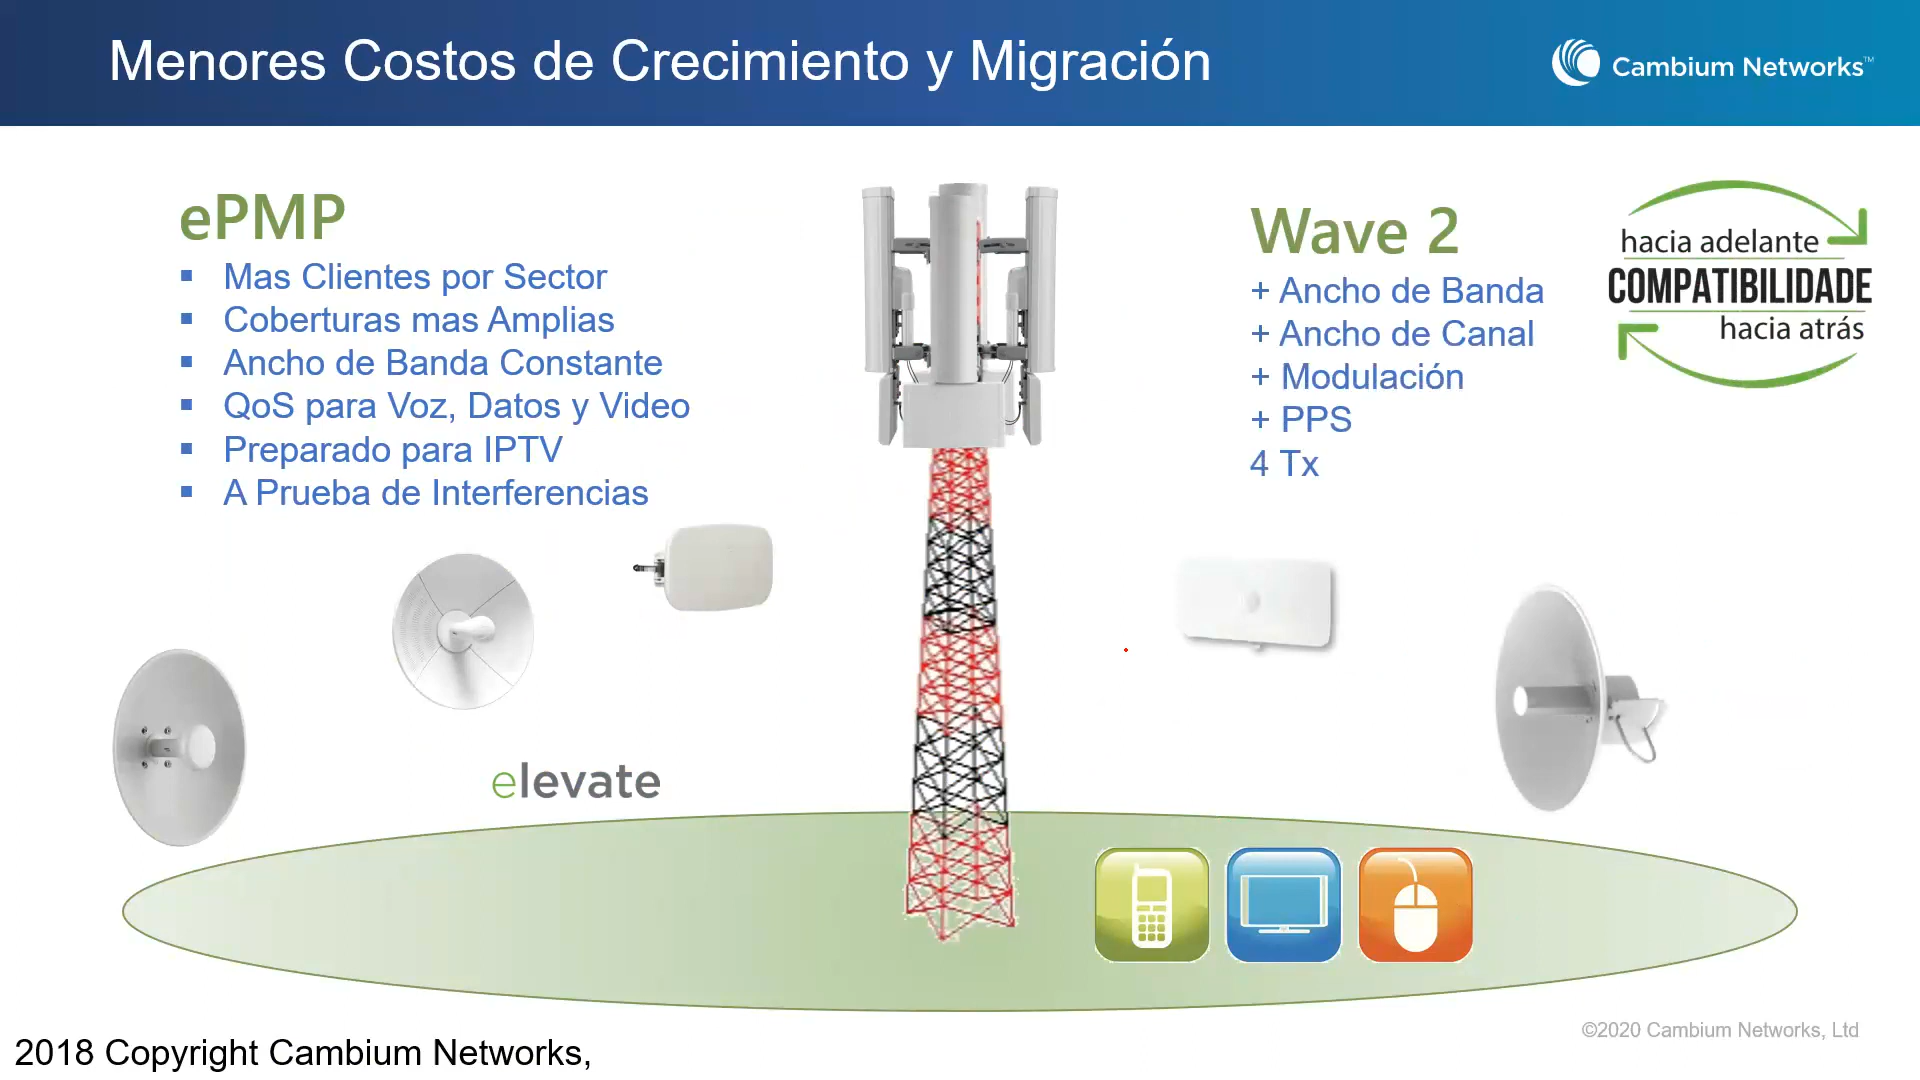 Menores Costos de Crecimiento y Migración
Cambium Networks™
ePMP
Mas Clientes por Sector
Coberturas mas Amplias
Ancho de Banda Constante
QoS para Voz, Datos y Video
Preparado para IPTV
A Prueba de Interferencias
Wave 2
+ Ancho de Banda
+ Ancho de Canal
+ Modulación
+ PPS
4 Tx
hacia adelante
COMPATIBILIDADE
hacia atrás
elevate
©2020 Cambium Networks, Ltd
2018 Copyright Cambium Networks,